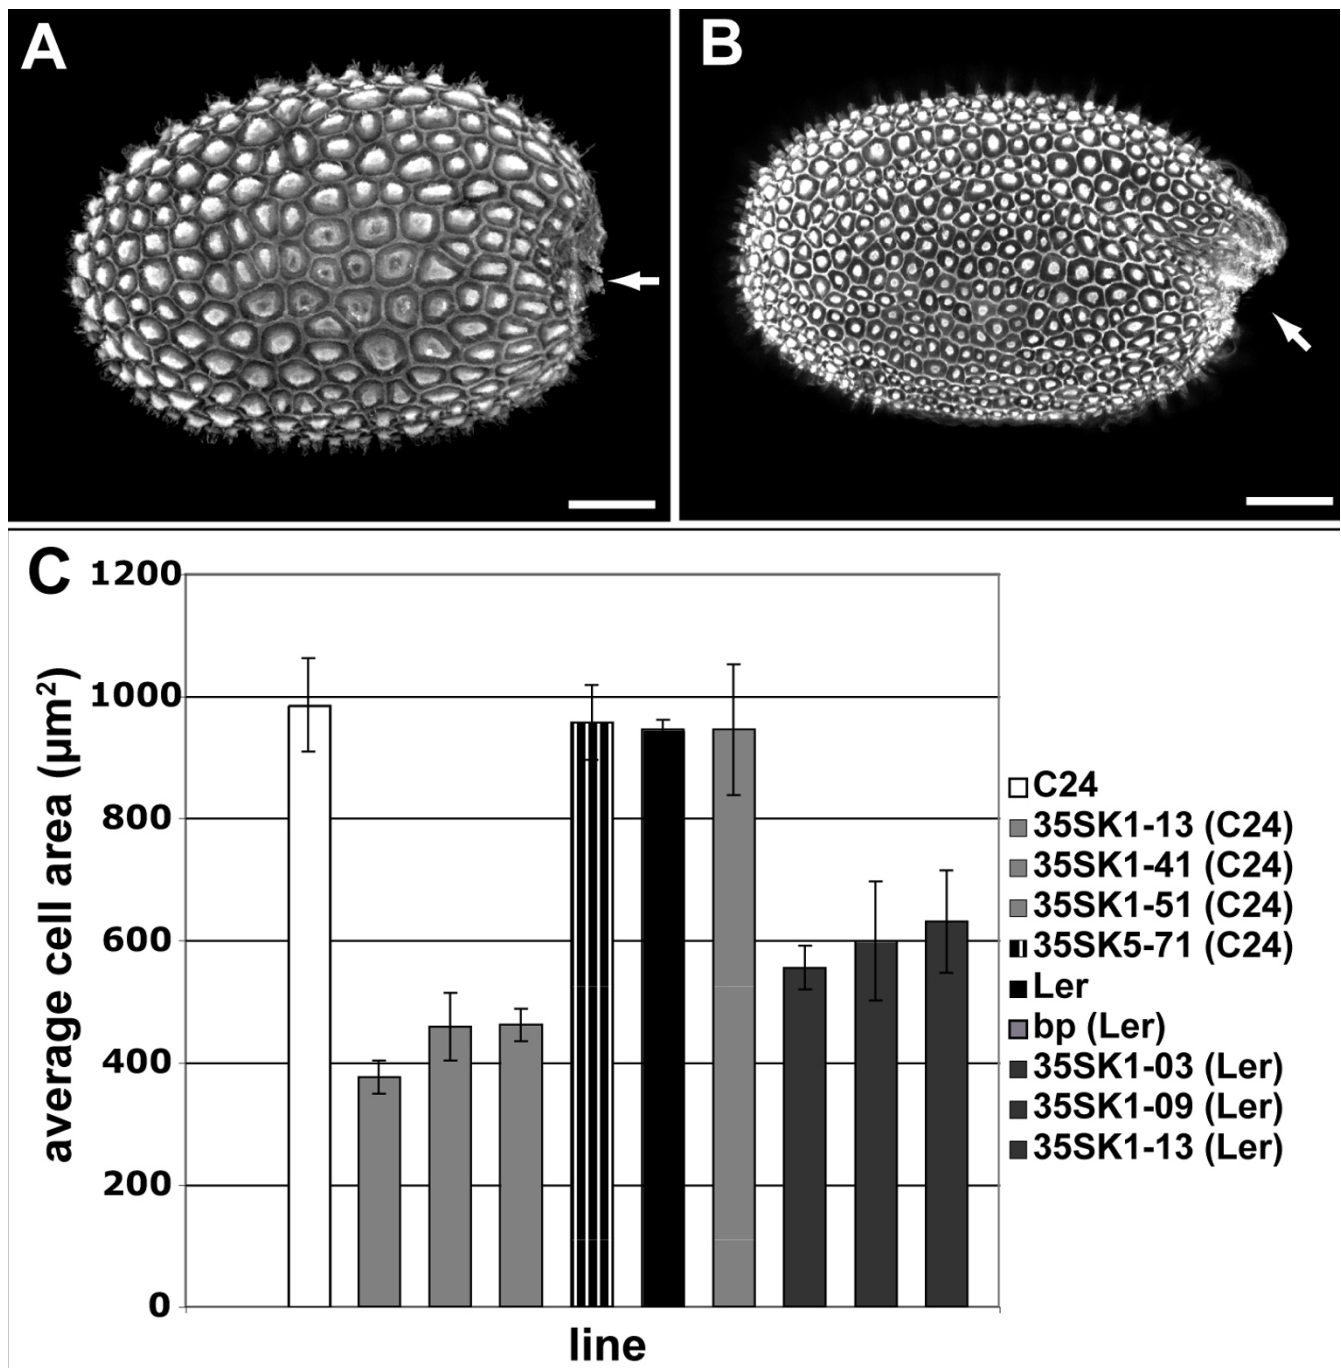 A
B
C
1200
1000
800
600
400
200
0
average cell area (µm²)
line
C24
35SK1-13 (C24)
35SK1-41 (C24)
35SK1-51 (C24)
35SK5-71 (C24)
Ler
bp (Ler)
35SK1-03 (Ler)
35SK1-09 (Ler)
35SK1-13 (Ler)